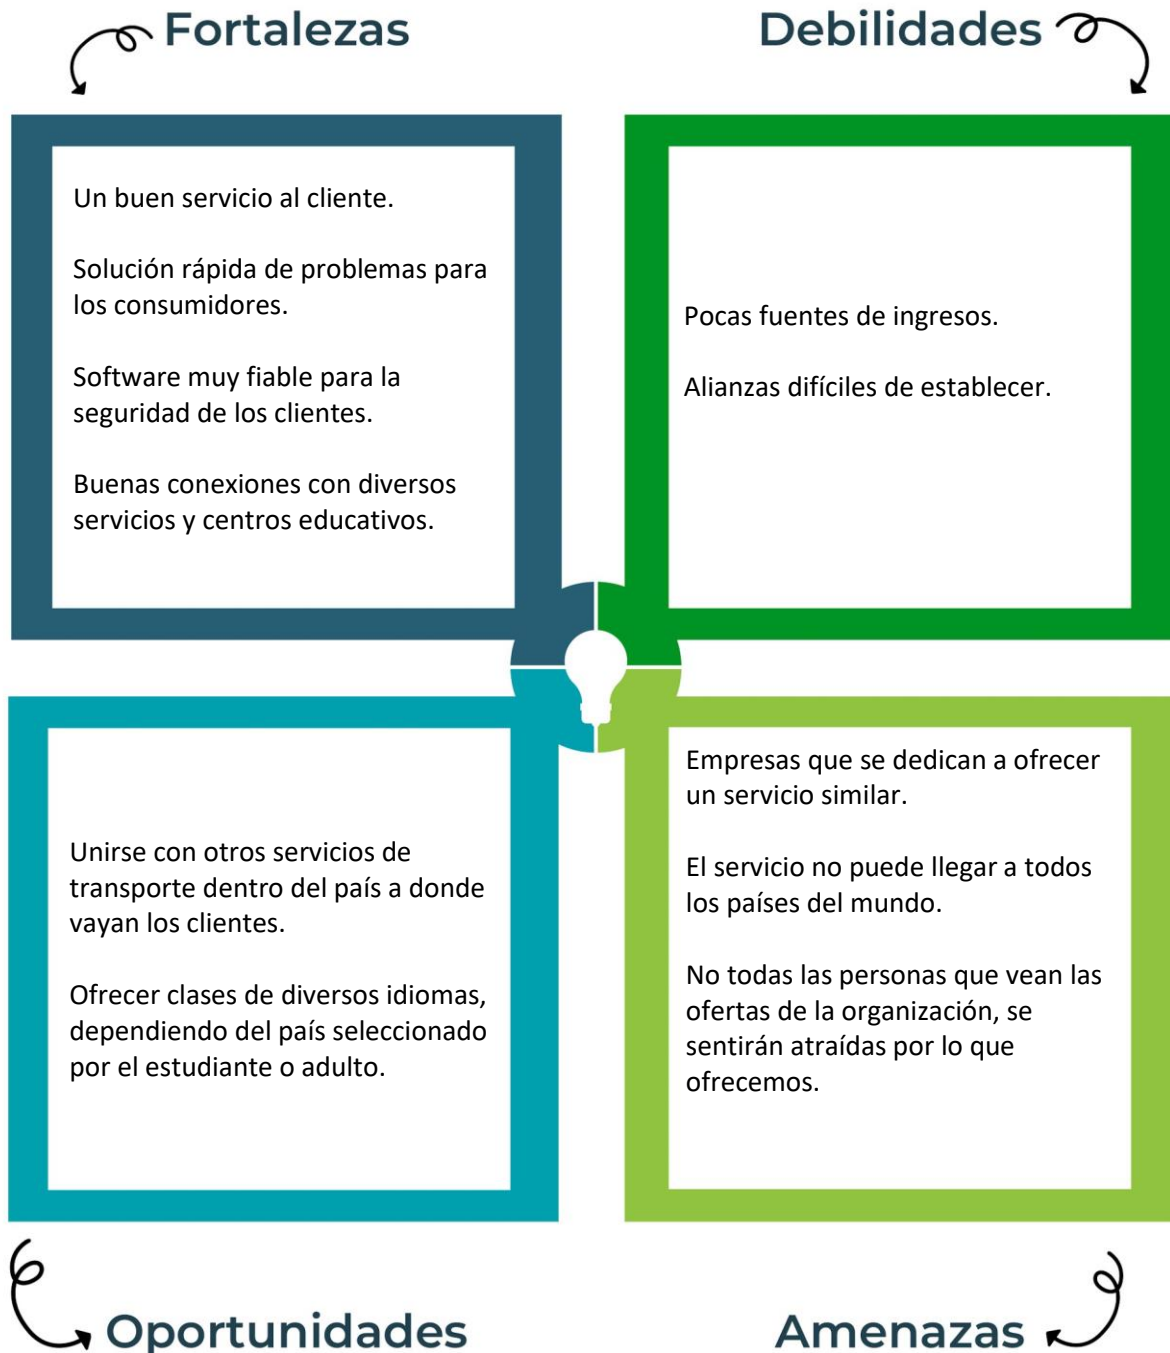 Fortalezas
Un buen servicio al cliente.
Solución rápida de problemas para
los consumidores.
Software muy fiable para la
seguridad de los clientes.
Buenas conexiones con diversos
servicios y centros educativos.
Debilidades
Pocas fuentes de ingresos.
Alianzas difíciles de establecer.
Unirse con otros servicios de
transporte dentro del país a donde
vayan los clientes.
Ofrecer clases de diversos idiomas,
dependiendo del país seleccionado
por el estudiante o adulto.
Oportunidades
Empresas que se dedican a ofrecer
un servicio similar.
El servicio no puede llegar a todos
los países del mundo.
No todas las personas que vean las
ofertas de la organización, se
sentirán atraídas por lo que
ofrecemos.
Amenazas